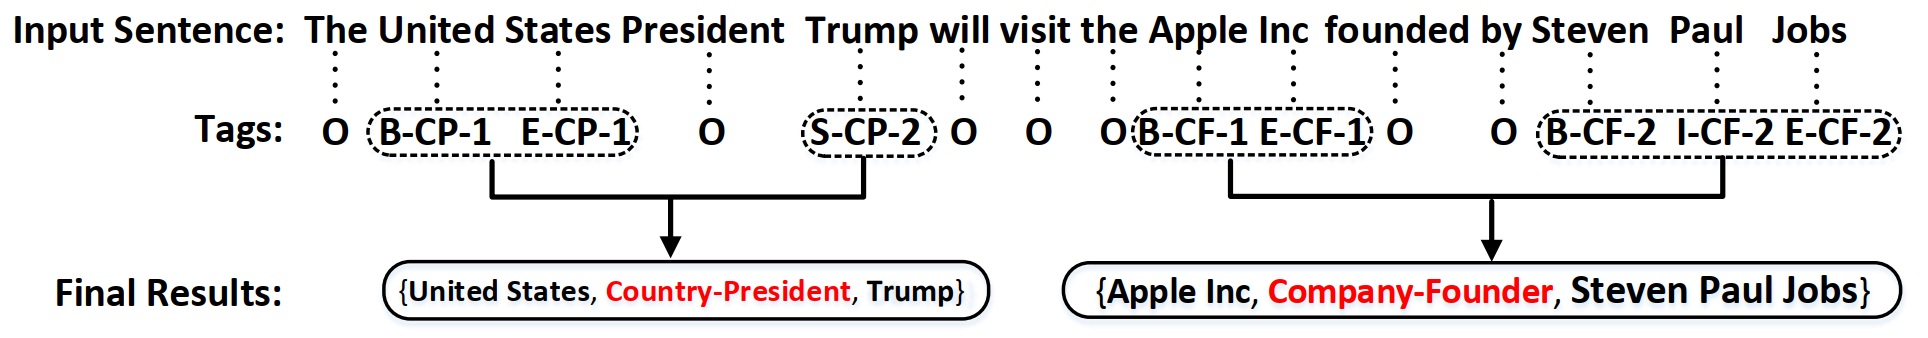 Input Sentence: The United States President Trump will visit the Apple Inc founded by Steven Paul Jobs
Tags: O B-CP-1 E-CP-1 O S-CP-2 O O O B-CF-1 E-CF-1 O O B-CF-2 I-CF-2 E-CF-2
Final Results: {United States, Country-President, Trump} {Apple Inc, Company-Founder, Steven Paul Jobs}